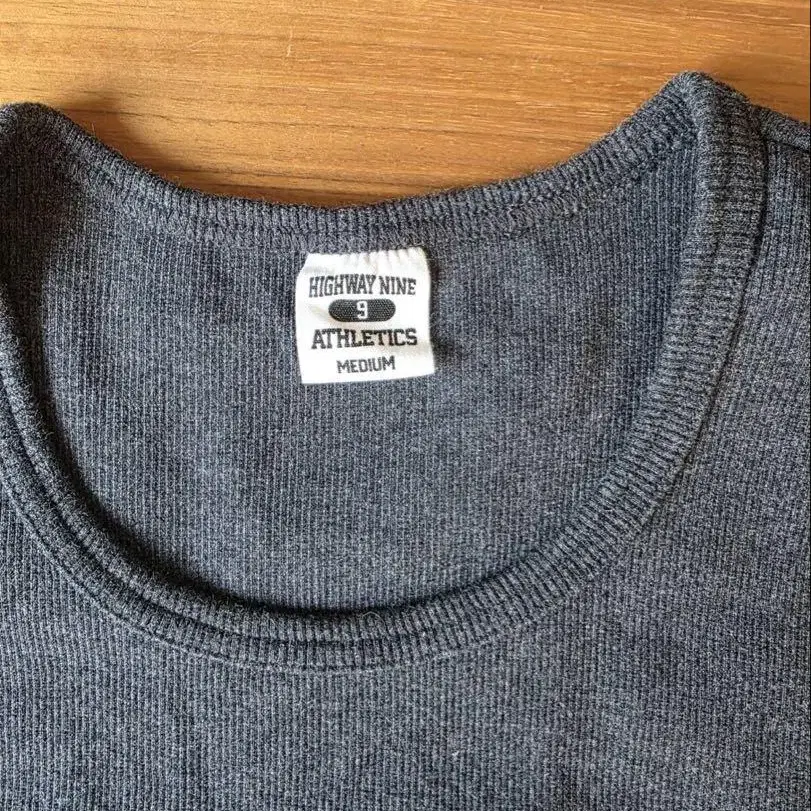 HIGHWAY NINE
9
ATHLETICS
MEDIUM